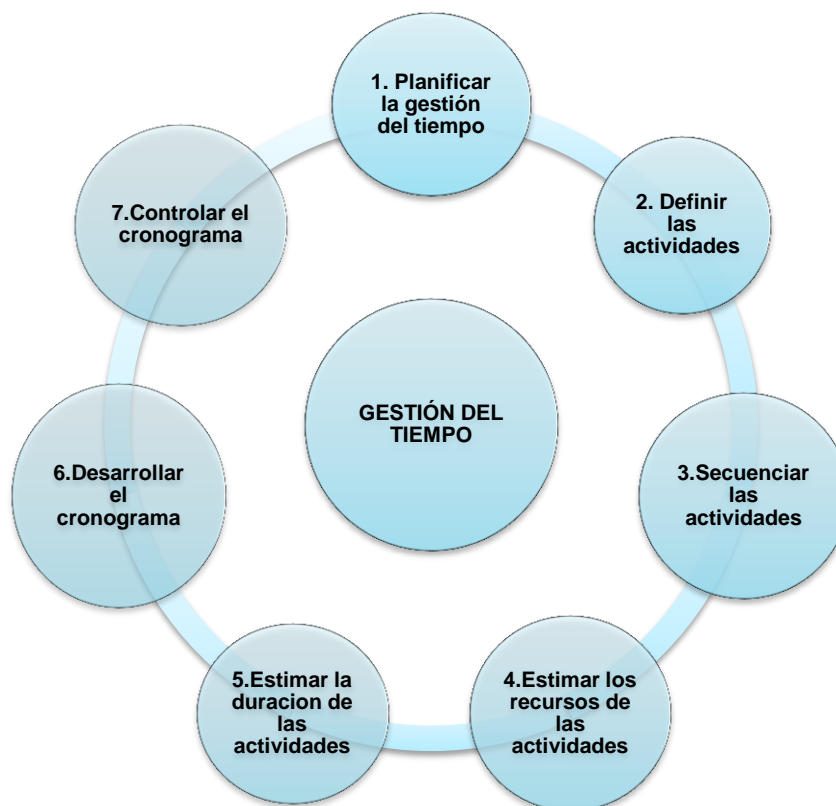 1. Planificar
la gestión
del tiempo
2. Definir
las
actividades
3.Secuenciar
las
actividades
4.Estimar los
recursos de
las
actividades
5.Estimar la
duracion de
las
actividades
6.Desarrollar
el
cronograma
7.Controlar el
cronograma
GESTIÓN DEL
TIEMPO